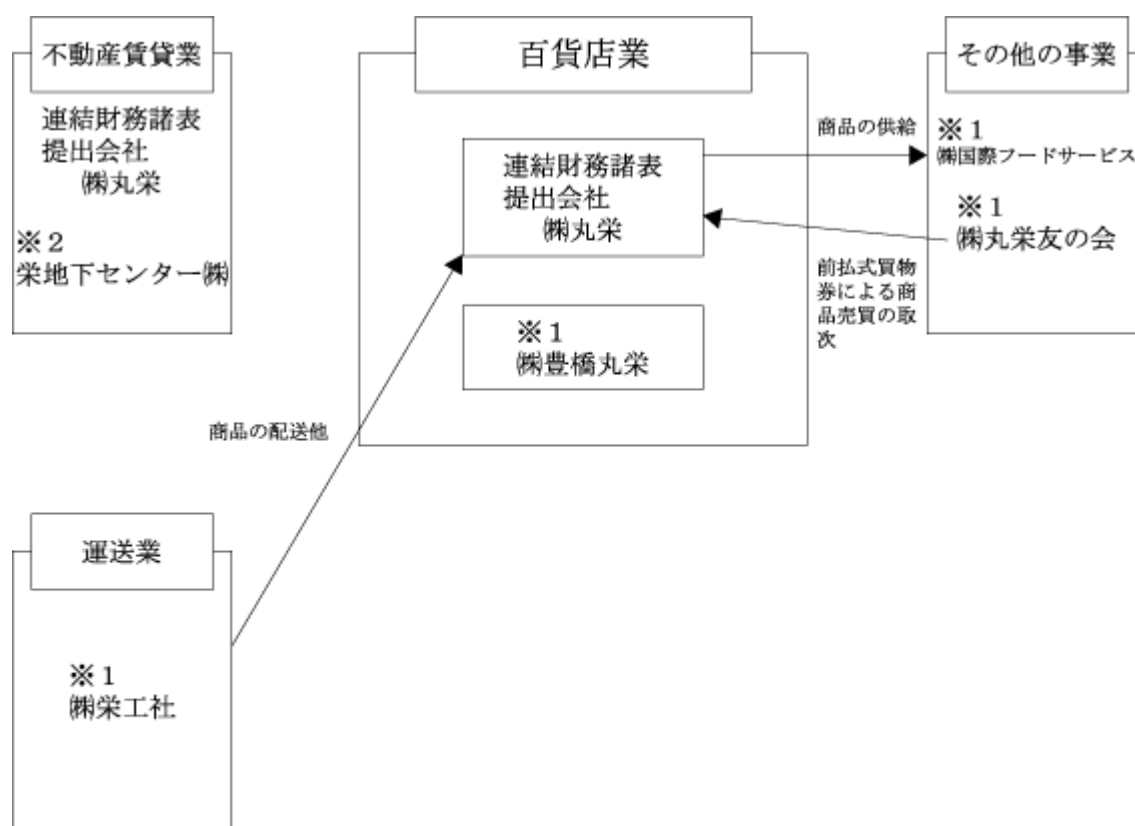 不動産賃貸業
連結財務諸表
提出会社
㈱丸栄
※２
栄地下センター㈱
百貨店業
連結財務諸表
提出会社
㈱丸栄
※１
㈱豊橋丸栄
商品の供給
前払式買物
券による商
品売買の取
次
その他の事業
※１
㈱国際フードサービス
※１
㈱丸栄友の会
商品の配送他
運送業
※１
㈱栄工社